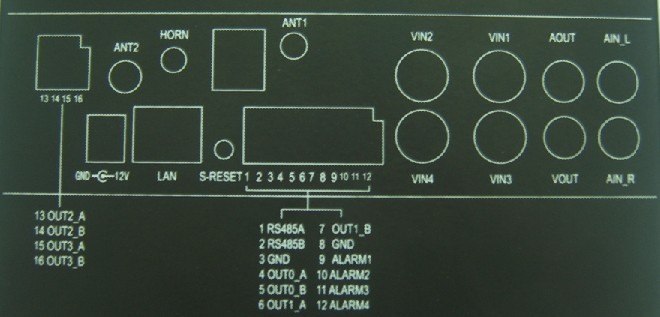 ANT1
HORN
ANT2
VIN2 VIN1 AOUT AIN_L
13 14 15 16
GND 12V LAN S-RESET 1 2 3 4 5 6 7 8 9 10 11 12 VIN4 VIN3 VOUT AIN_R
13 OUT2_A
14 OUT2_B
15 OUT3_A
16 OUT3_B
1 RS485A 7 OUT1_B
2 RS485B 8 GND
3 GND 9 ALARM1
4 OUT0_A 10 ALARM2
5 OUT0_B 11 ALARM3
6 OUT1_A 12 ALARM4